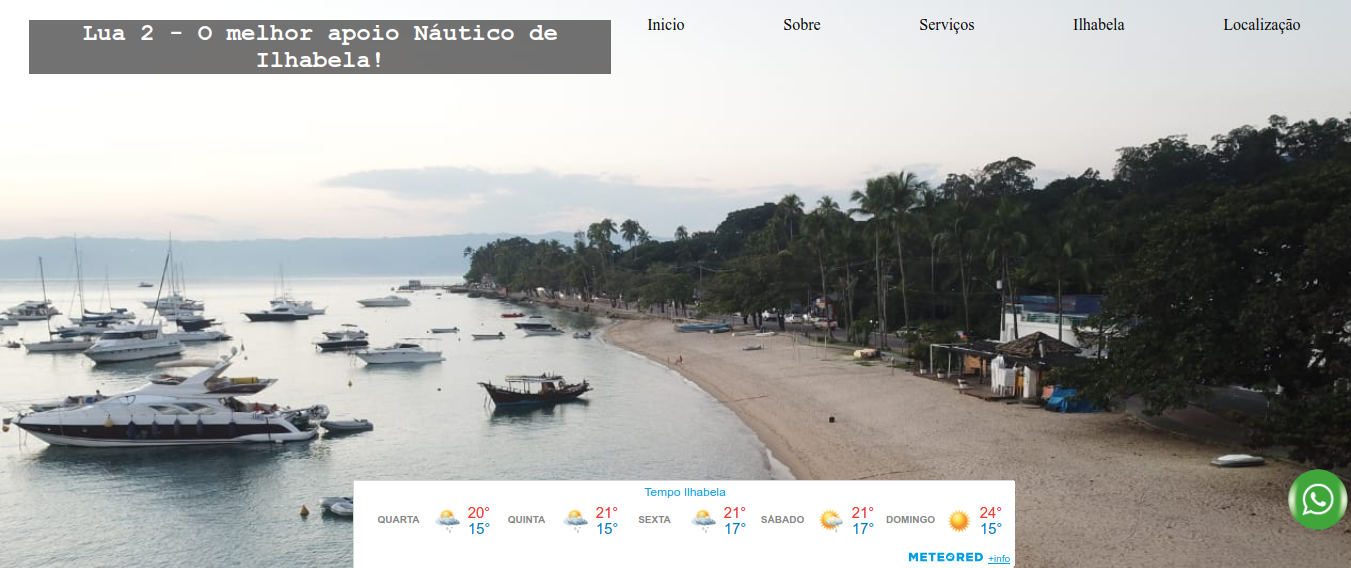 Lua 2 - O melhor apoio Náutico de
Ilhabela!
Inicio Sobre Serviços Ilhabela Localização
Tempo Ilhabela
QUARTA 20° 15° QUINTA 21° 15° SEXTA 21° 17° SÁBADO 21° 17° DOMINGO 24° 15°
METEORED +info